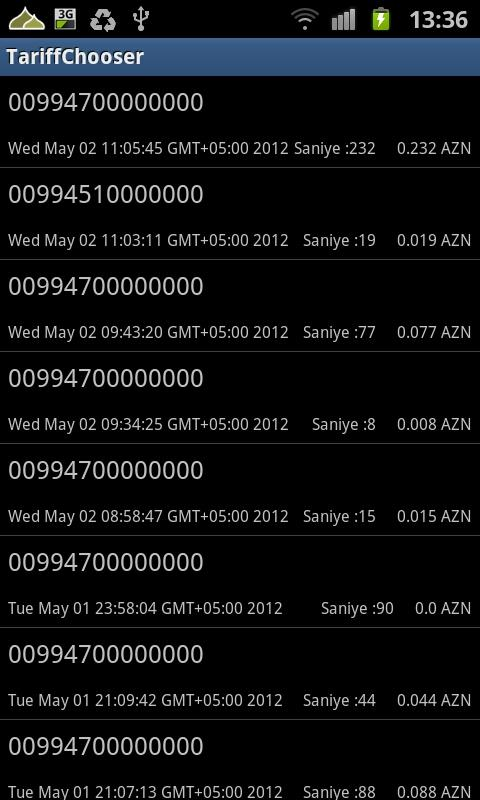 3G
13:36
TariffChooser
00994700000000
Wed May 02 11:05:45 GMT+05:00 2012 Saniye :232 0.232 AZN
00994510000000
Wed May 02 11:03:11 GMT+05:00 2012 Saniye :19 0.019 AZN
00994700000000
Wed May 02 09:43:20 GMT+05:00 2012 Saniye :77 0.077 AZN
00994700000000
Wed May 02 09:34:25 GMT+05:00 2012 Saniye :8 0.008 AZN
00994700000000
Wed May 02 08:58:47 GMT+05:00 2012 Saniye :15 0.015 AZN
00994700000000
Tue May 01 23:58:04 GMT+05:00 2012 Saniye :90 0.0 AZN
00994700000000
Tue May 01 21:09:42 GMT+05:00 2012 Saniye :44 0.044 AZN
00994700000000
Tue May 01 21:07:13 GMT+05:00 2012 Saniye :88 0.088 AZN